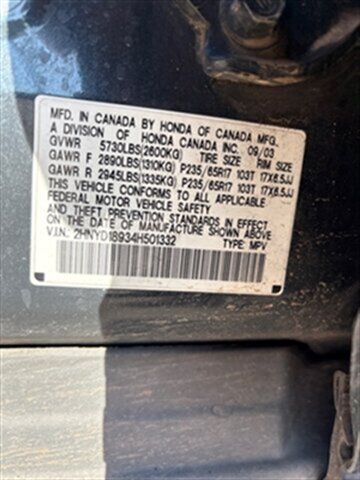 MFD. IN CANADA BY HONDA OF CANADA MFG.
A DIVISION OF HONDA CANADA INC. 09/03
GVWR 5730LBS(2600KG) TIRE SIZE RIM SIZE
GAWR F 2890LBS(1310KG) P235/65R17 103T 17X6.5JJ
GAWR R 2945LBS(1335KG) P235/65R17 103T 17X6.5JJ
THIS VEHICLE CONFORMS TO ALL APPLICABLE
FEDERAL MOTOR VEHICLE SAFETY STANDARDS
IN EFFECT ON THE DATE OF MANUFACTURE SHOWN ABOVE.
V.I.N.: 2HNYD18934H501332 TYPE: MPV